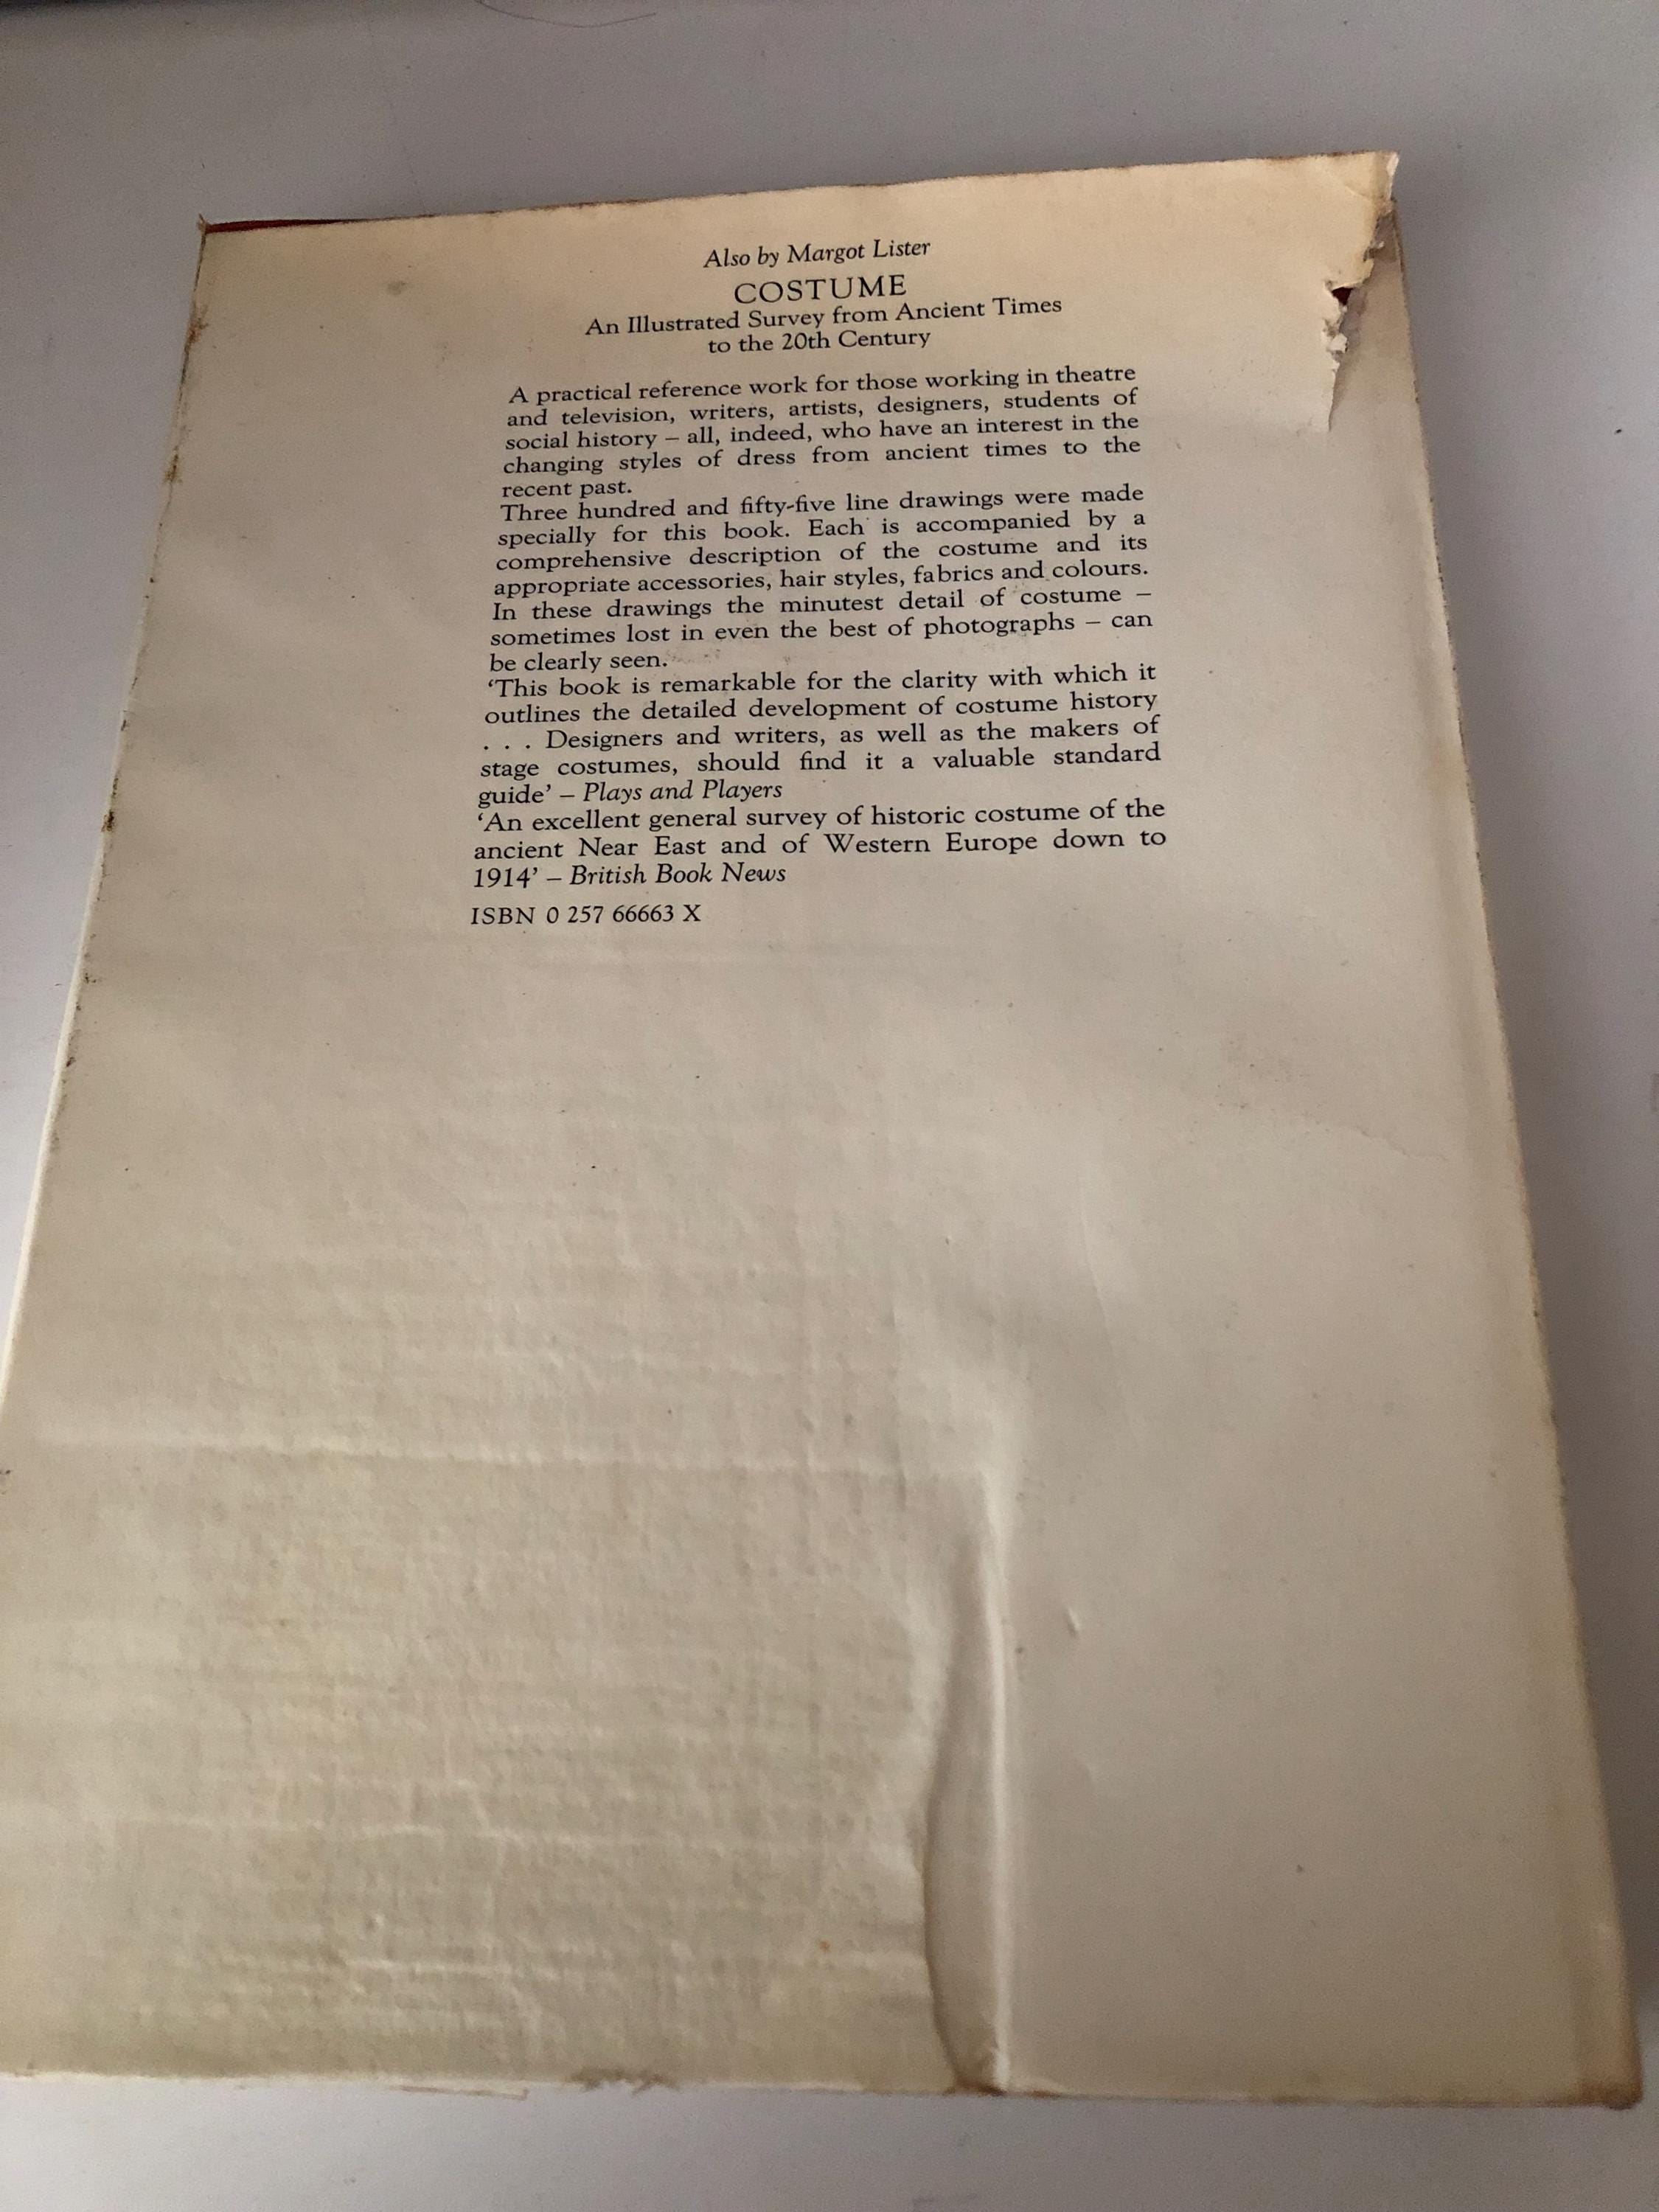 Also by Margot Lister
COSTUME
An Illustrated Survey from Ancient Times
to the 20th Century
A practical reference work for those working in theatre
and television, writers, artists, designers, students of
social history – all, indeed, who have an interest in the
changing styles of dress from ancient times to the
recent past.
Three hundred and fifty-five line drawings were made
specially for this book. Each is accompanied by a
comprehensive description of the costume and its
appropriate accessories, hair styles, fabrics and colours.
In these drawings the minutest detail of costume –
sometimes lost in even the best of photographs – can
be clearly seen.
‘This book is remarkable for the clarity with which it
outlines the detailed development of costume history
. . . Designers and writers, as well as the makers of
stage costumes, should find it a valuable standard
guide’ – Plays and Players
‘An excellent general survey of historic costume of the
ancient Near East and of Western Europe down to
1914’ – British Book News
ISBN 0 257 66663 X